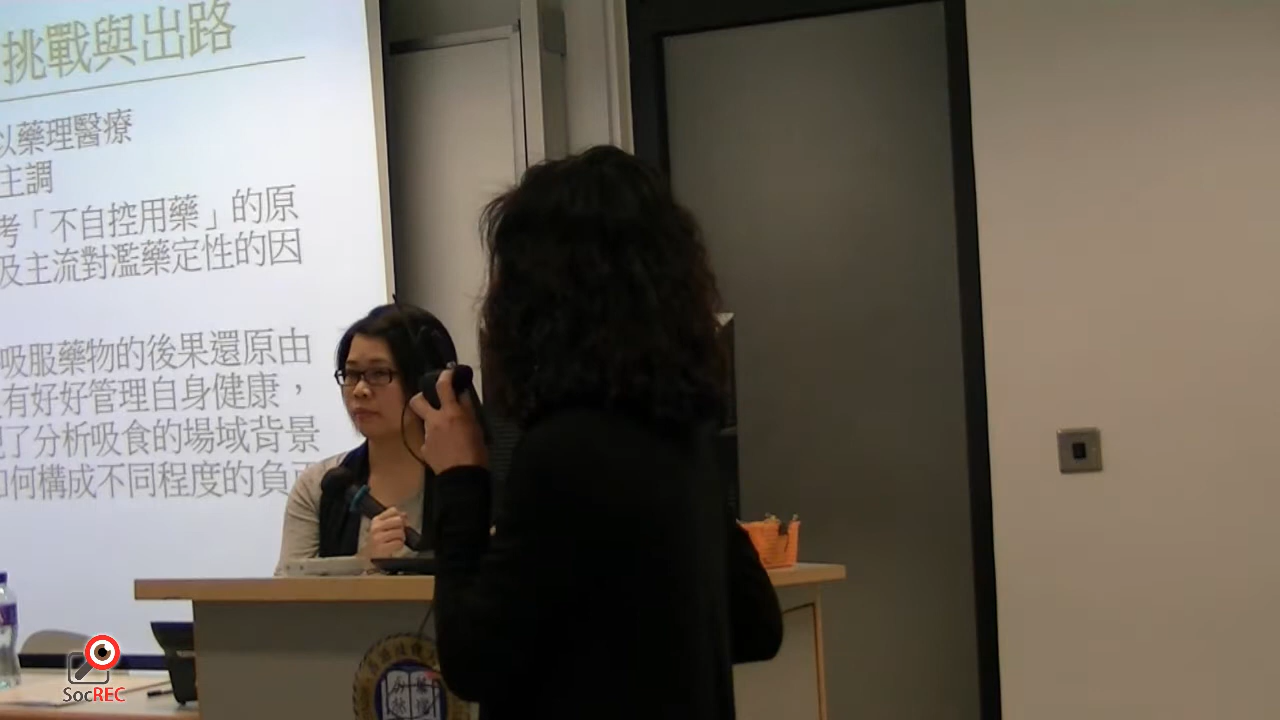 挑戰與出路
以藥理醫療
主調
考「不自控用藥」的原
及主流對濫藥定性的因
吸服藥物的後果還原由
有好好管理自身健康，
了分析吸食的場域背景
何構成不同程度的負
SocREC